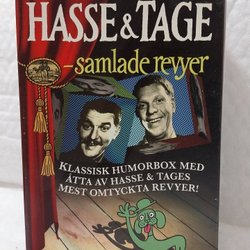 HASSE & TAGE
–samlade revyer
KLASSISK HUMORBOX MED
ÅTTA AV HASSE & TAGES
MEST OMTYCKTA REVYER!